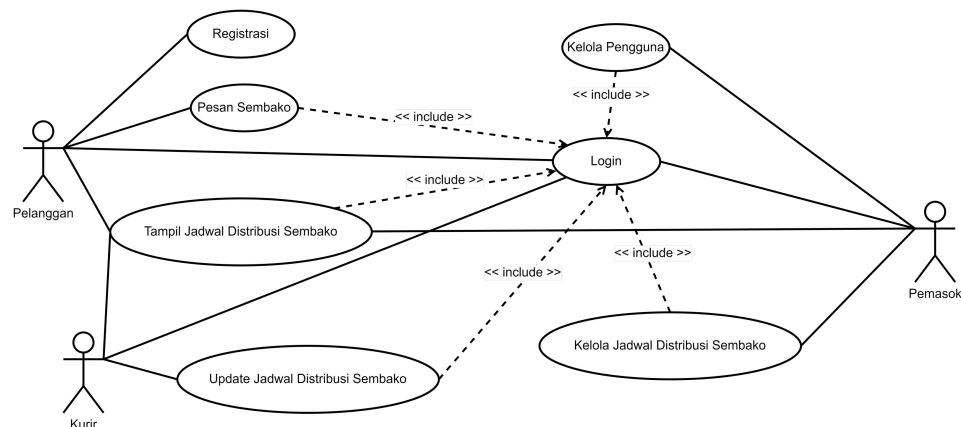 Registrasi
Kelola Pengguna
<< include >>
Pesan Sembako
<< include >>
Login
<< include >>
Pelanggan
Tampil Jadwal Distribusi Sembako
<< include >>
<< include >>
Pemasok
Kelola Jadwal Distribusi Sembako
Update Jadwal Distribusi Sembako
Kurir